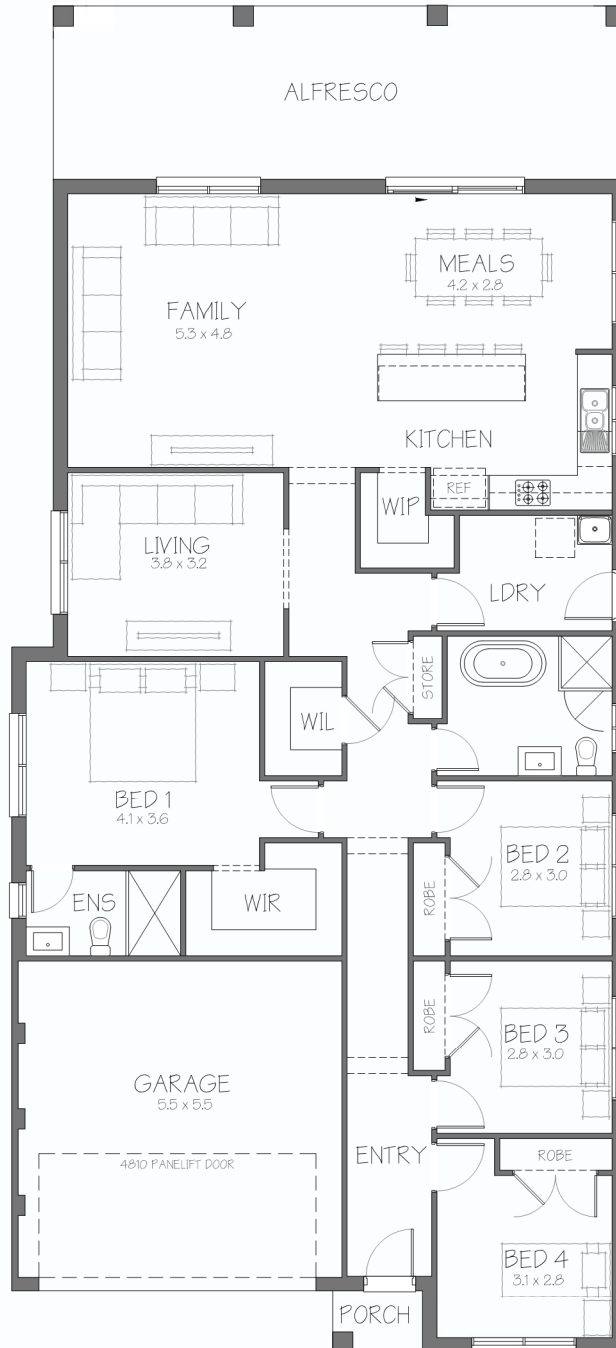 ALFRESCO
MEALS
4.2 x 2.8
FAMILY
5.3 x 4.8
KITCHEN
REF
WIP
LIVING
3.8 x 3.2
LDRY
STORE
WIL
BED 1
4.1 x 3.6
BED 2
2.8 x 3.0
ROBE
ENS
WIR
ROBE
BED 3
2.8 x 3.0
GARAGE
5.5 x 5.5
ENTRY
ROBE
4810 PANELIFT DOOR
BED 4
3.1 x 2.8
PORCH